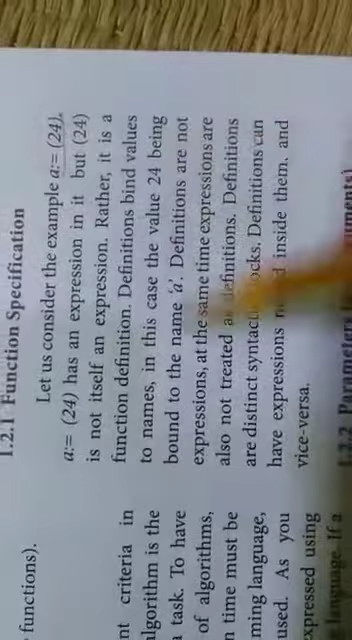 1.2.1 Function Specification
Let us consider the example a:= (24).
a:= (24) has an expression in it but (24)
is not itself an expression. Rather, it is a
function definition. Definitions bind values
to names, in this case the value 24 being
bound to the name 'a'. Definitions are not
expressions, at the same time expressions are
also not treated as definitions. Definitions
are distinct syntactic blocks. Definitions can
have expressions inside them, and
vice-versa.
1.2.2 Parameters
functions).
criteria in
algorithm is the
task. To have
of algorithms,
time must be
language,
As you
expressed using
language. If a